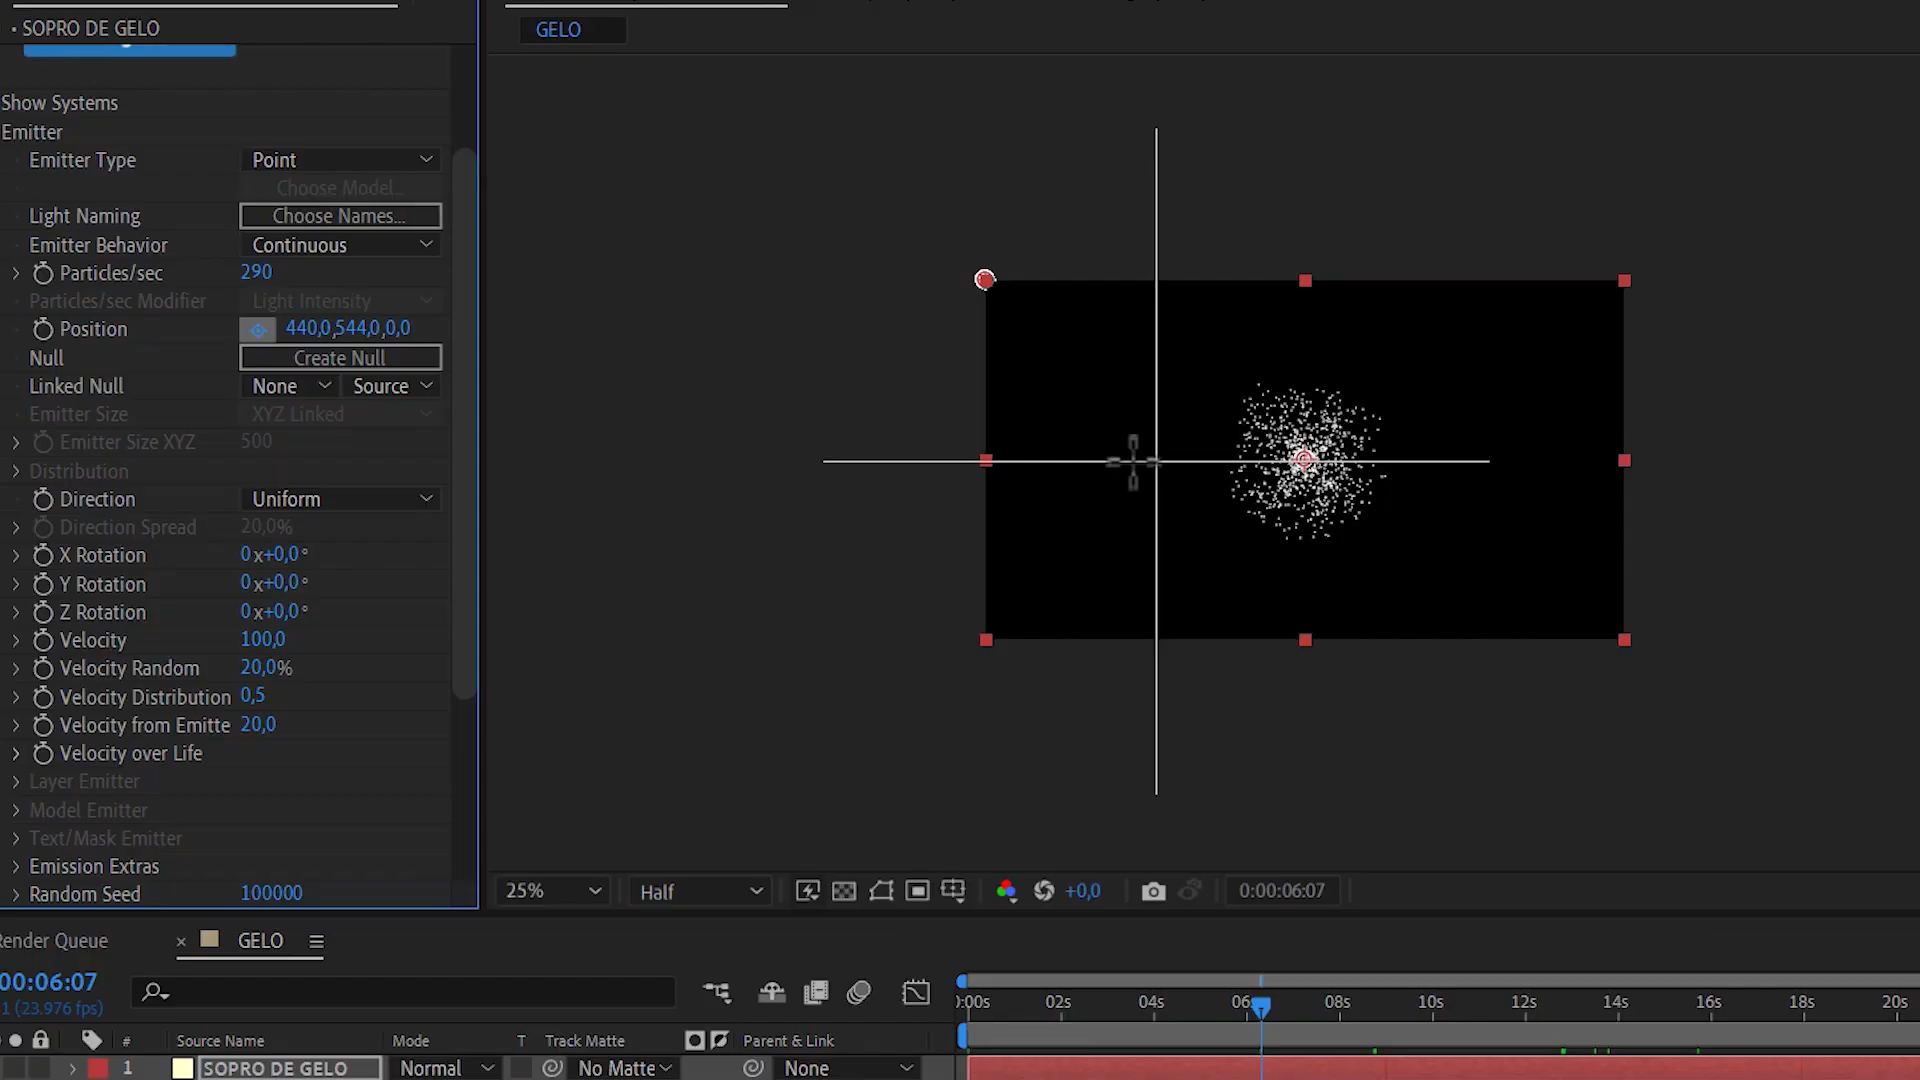 • SOPRO DE GELO
GELO
Show Systems
Emitter
Emitter Type Point
Choose Model...
Light Naming Choose Names...
Emitter Behavior Continuous
Particles/sec 290
Particles/sec Modifier Light Intensity
Position 440,0,544,0,0,0
Null Create Null
Linked Null None Source
Emitter Size XYZ Linked
Emitter Size XYZ 500
Distribution
Direction Uniform
Direction Spread 20,0%
X Rotation 0x+0,0°
Y Rotation 0x+0,0°
Z Rotation 0x+0,0°
Velocity 100,0
Velocity Random 20,0%
Velocity Distribution 0,5
Velocity from Emitte 20,0
Velocity over Life
Layer Emitter
Model Emitter
Text/Mask Emitter
Emission Extras
Random Seed 100000
25% Half +0,0 0:00:06:07
Render Queue × GELO
00:06:07
1 (23.976 fps)
0:00s 02s 04s 06s 08s 10s 12s 14s 16s 18s 20s
# Source Name Mode T Track Matte Parent & Link
1 SOPRO DE GELO Normal No Matte None